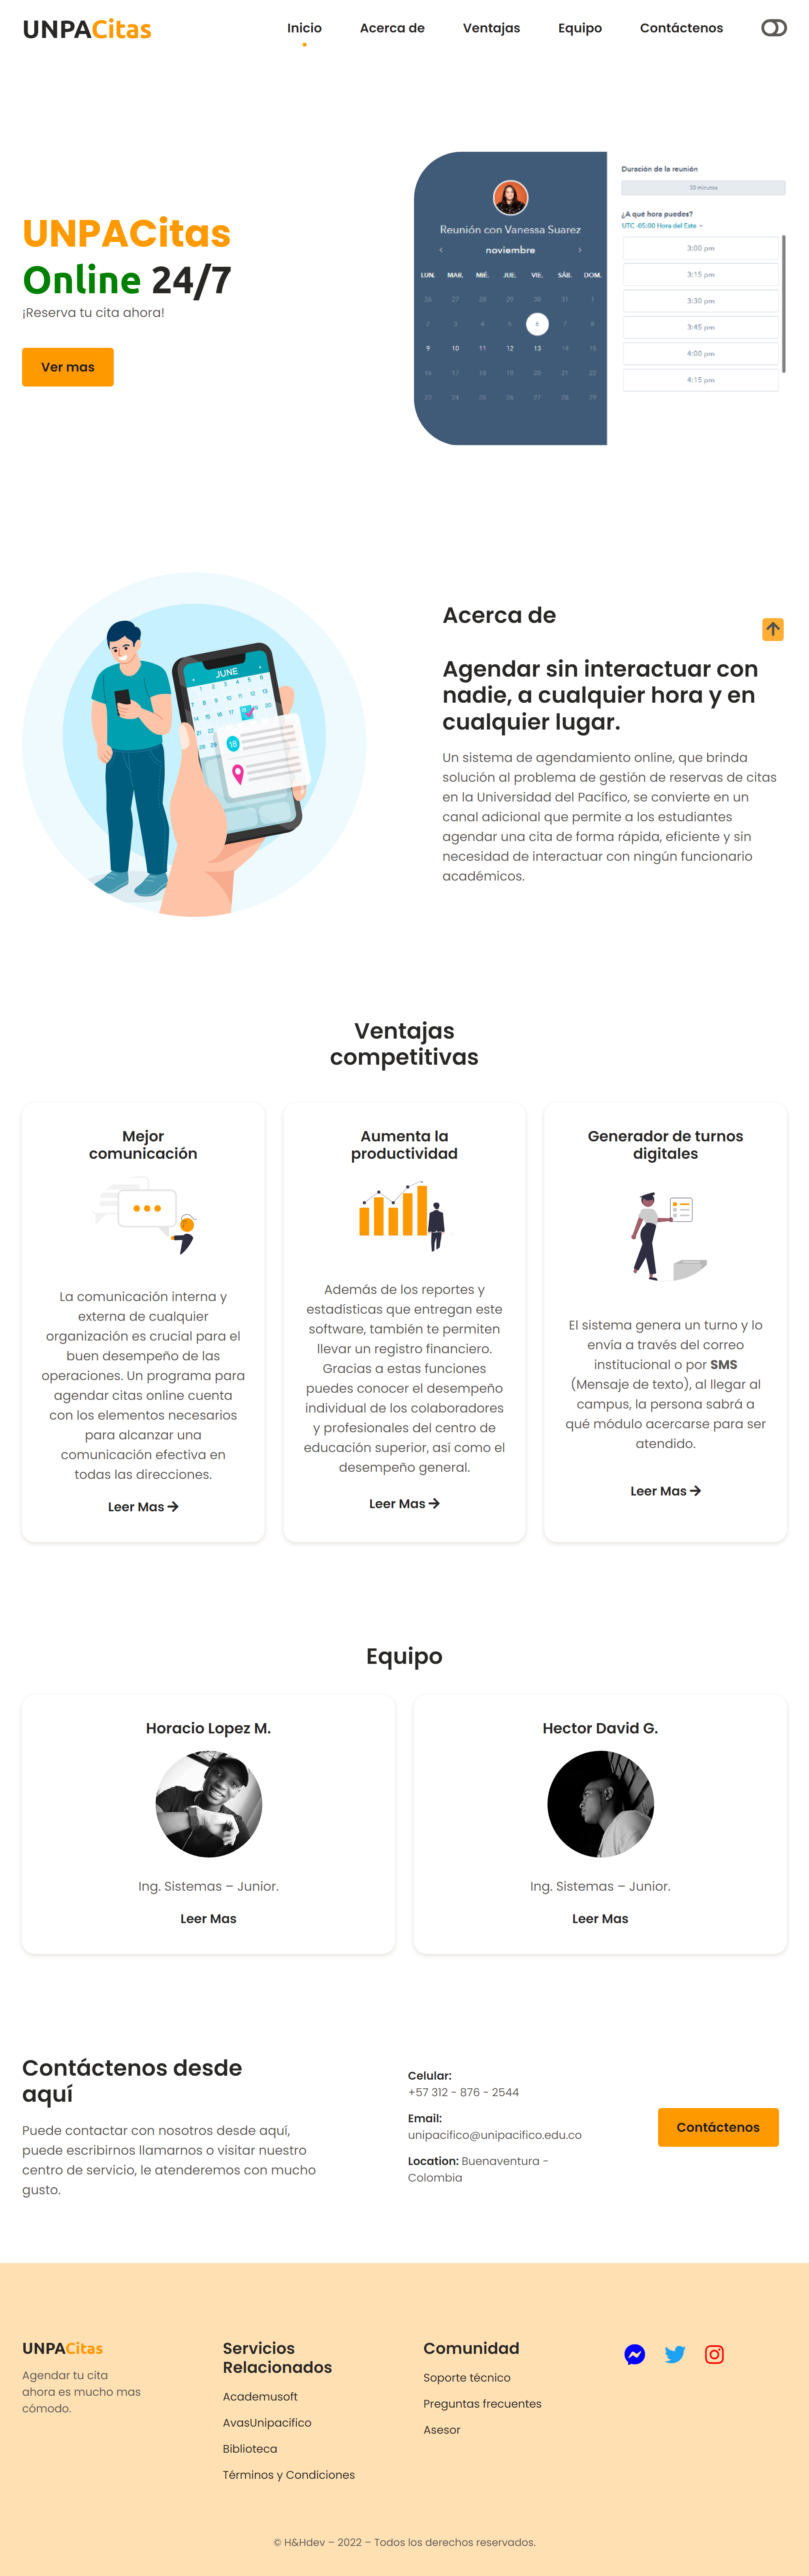 UNPACitas
Inicio
Acerca de
Ventajas
Equipo
Contáctenos
UNPACitas
Online 24/7
¡Reserva tu cita ahora!
Ver mas
Reunión con Vanessa Suarez
noviembre
LUN. MAR. MIÉ. JUE. VIE. SÁB. DOM.
26 27 28 29 30 31 1
2 3 4 5 6 7 8
9 10 11 12 13 14 15
16 17 18 19 20 21 22
23 24 25 26 27 28 29
Duración de la reunión
30 minutos
¿A qué hora puedes?
UTC -05:00 Hora del Este
3:00 pm
3:15 pm
3:30 pm
3:45 pm
4:00 pm
4:15 pm
JUNE
18
Acerca de
Agendar sin interactuar con
nadie, a cualquier hora y en
cualquier lugar.
Un sistema de agendamiento online, que brinda
solución al problema de gestión de reservas de citas
en la Universidad del Pacífico, se convierte en un
canal adicional que permite a los estudiantes
agendar una cita de forma rápida, eficiente y sin
necesidad de interactuar con ningún funcionario
académicos.
Ventajas
competitivas
Mejor
comunicación
La comunicación interna y
externa de cualquier
organización es crucial para el
buen desempeño de las
operaciones. Un programa para
agendar citas online cuenta
con los elementos necesarios
para alcanzar una
comunicación efectiva en
todas las direcciones.
Leer Mas
Aumenta la
productividad
Además de los reportes y
estadísticas que entregan este
software, también te permiten
llevar un registro financiero.
Gracias a estas funciones
puedes conocer el desempeño
individual de los colaboradores
y profesionales del centro de
educación superior, así como el
desempeño general.
Leer Mas
Generador de turnos
digitales
El sistema genera un turno y lo
envía a través del correo
institucional o por SMS
(Mensaje de texto), al llegar al
campus, la persona sabrá a
qué módulo acercarse para ser
atendido.
Leer Mas
Equipo
Horacio Lopez M.
Ing. Sistemas – Junior.
Leer Mas
Hector David G.
Ing. Sistemas – Junior.
Leer Mas
Contáctenos desde
aquí
Puede contactar con nosotros desde aquí,
puede escribirnos llamarnos o visitar nuestro
centro de servicio, le atenderemos con mucho
gusto.
Celular:
+57 312 - 876 - 2544
Email:
unipacifico@unipacifico.edu.co
Location: Buenaventura -
Colombia
Contáctenos
UNPACitas
Agendar tu cita
ahora es mucho mas
cómodo.
Servicios
Relacionados
Academusoft
AvasUnipacifico
Biblioteca
Términos y Condiciones
Comunidad
Soporte técnico
Preguntas frecuentes
Asesor
© H&Hdev – 2022 – Todos los derechos reservados.